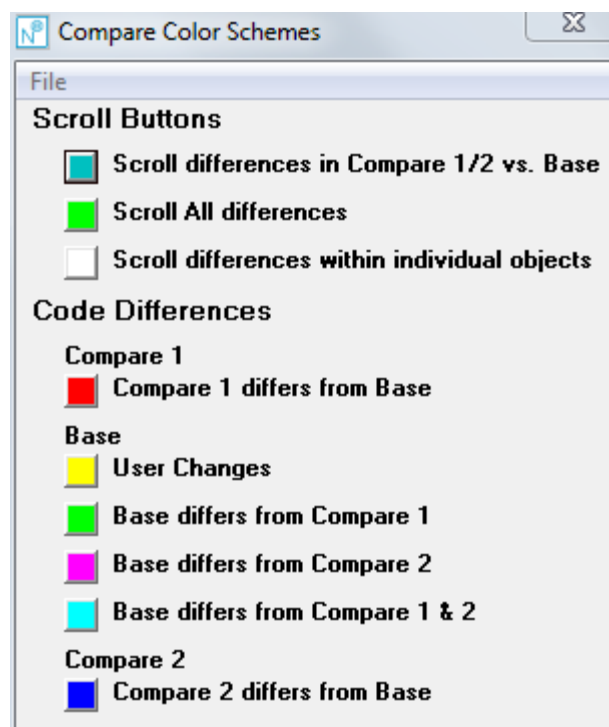 Compare Color Schemes
File
Scroll Buttons
Scroll differences in Compare 1/2 vs. Base
Scroll All differences
Scroll differences within individual objects
Code Differences
Compare 1
Compare 1 differs from Base
Base
User Changes
Base differs from Compare 1
Base differs from Compare 2
Base differs from Compare 1 & 2
Compare 2
Compare 2 differs from Base